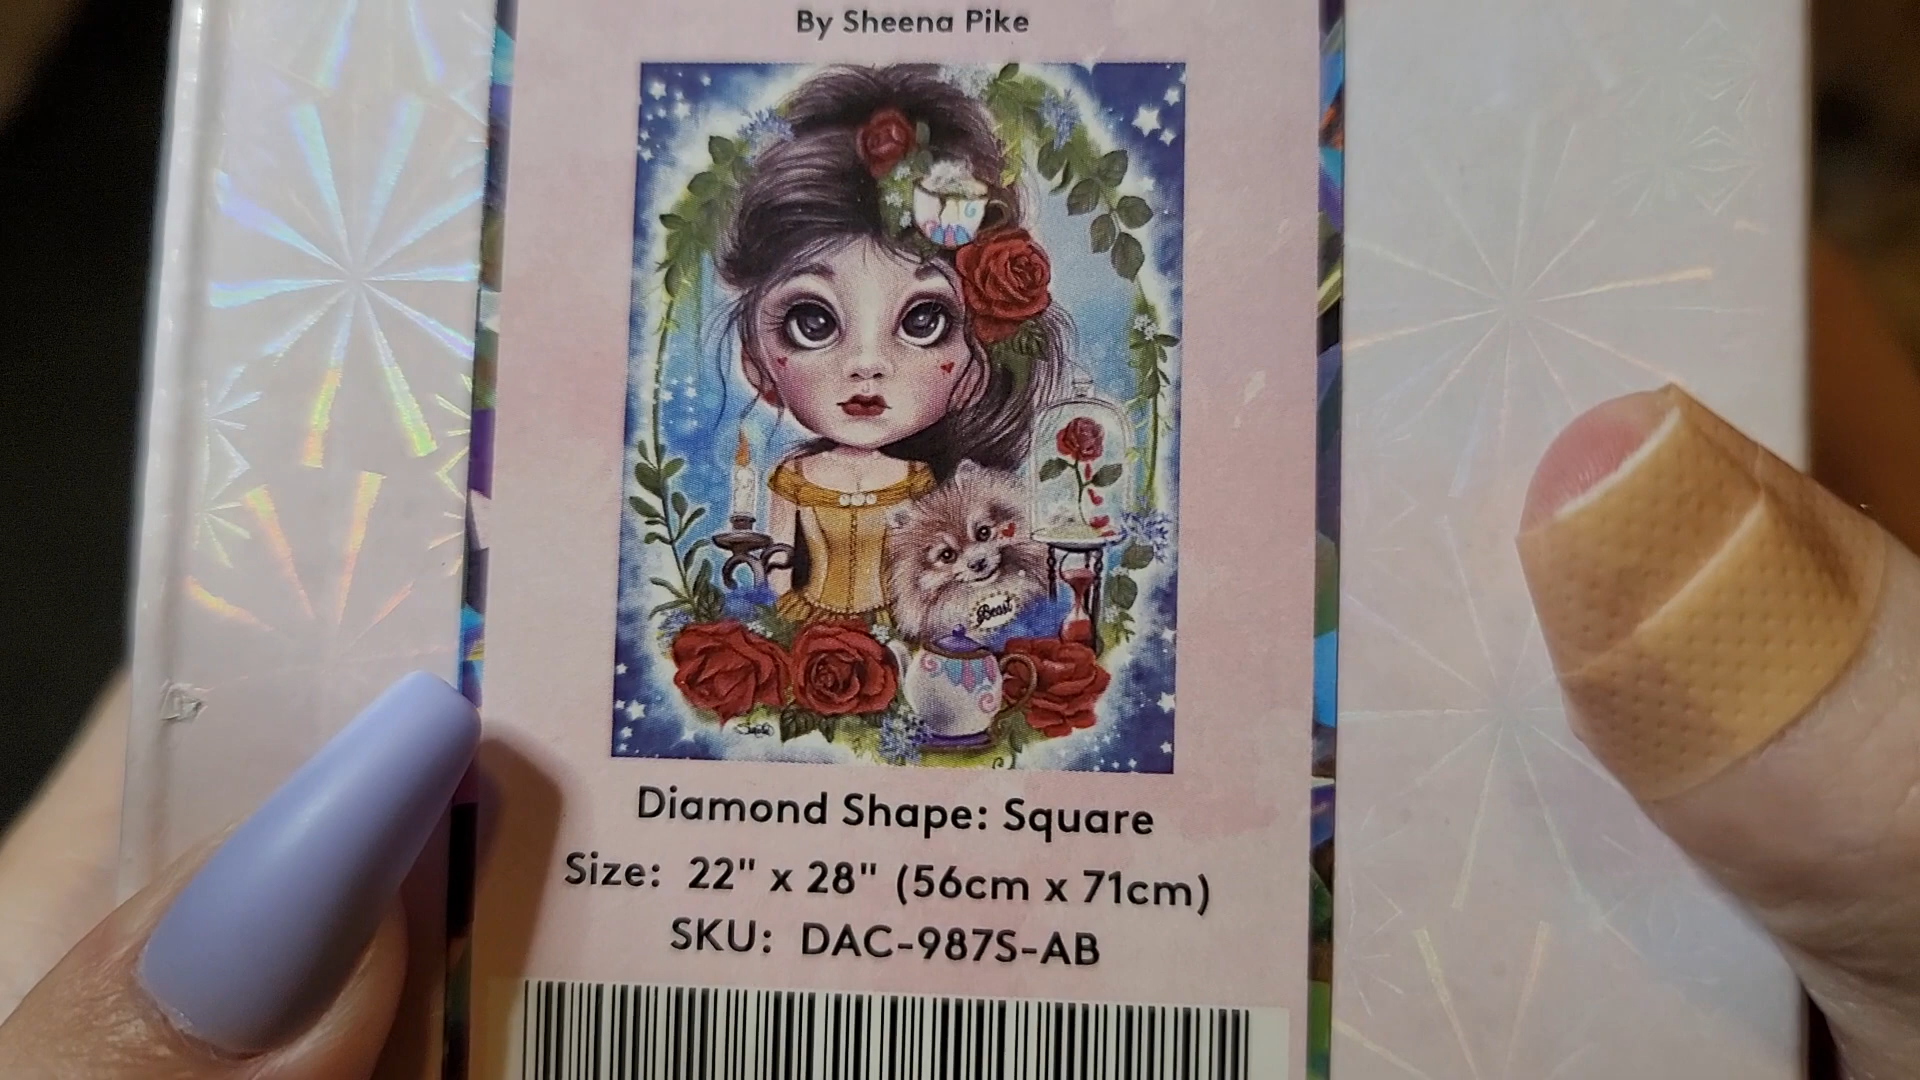 By Sheena Pike
Beast
Diamond Shape: Square
Size: 22" x 28" (56cm x 71cm)
SKU: DAC-987S-AB